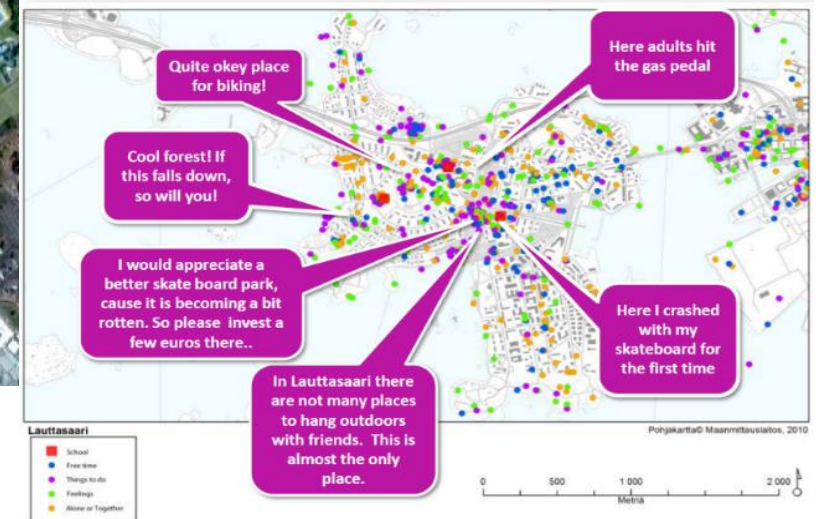 Quite okey place
for biking!
Here adults hit
the gas pedal
Cool forest! If
this falls down,
so will you!
I would appreciate a
better skate board park,
cause it is becoming a bit
rotten. So please invest a
few euros there..
Here I crashed
with my
skateboard for
the first time
In Lauttasaari there
are not many places
to hang outdoors
with friends. This is
almost the only
place.
Lauttasaari
Pohjakartta© Maanmittauslaitos, 2010
School
Free time
Things to do
Feelings
Alone or Together
0 500 1 000 2 000
Metriä